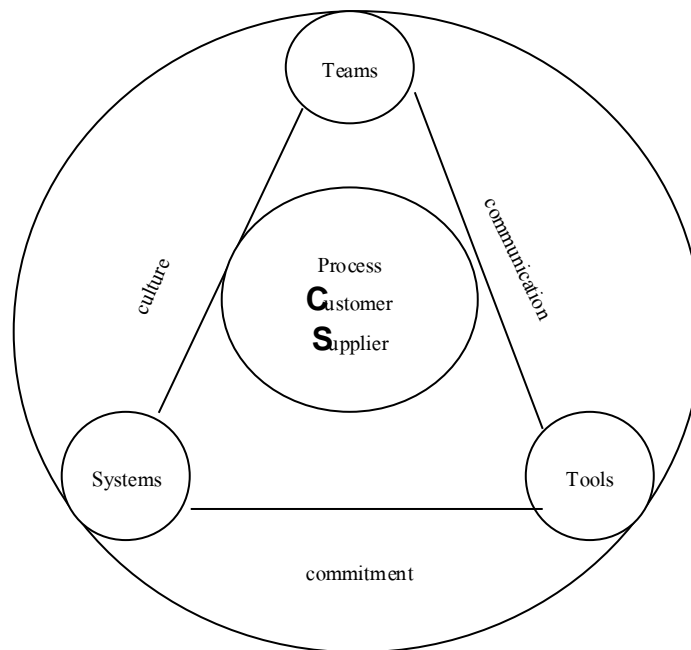 Teams
communication
culture
Process
Customer
Supplier
Systems
Tools
commitment